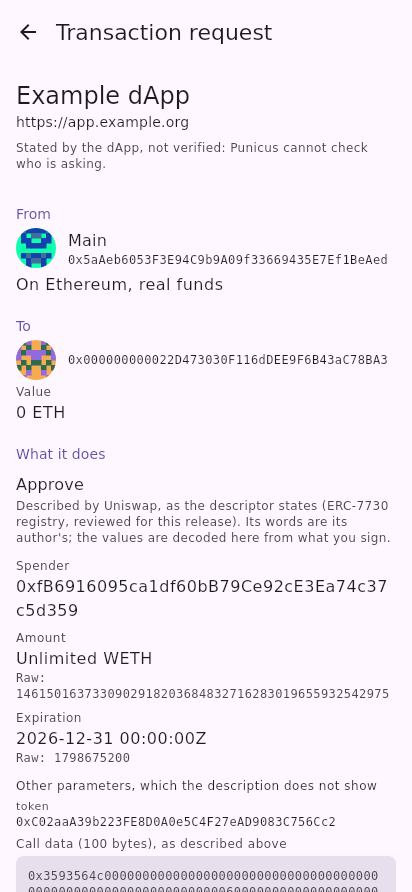 Transaction request
Example dApp
https://app.example.org
Stated by the dApp, not verified: Punicus cannot check
who is asking.
From
Main
0x5aAeb6053F3E94C9b9A09f33669435E7Ef1BeAed
On Ethereum, real funds
To
0x000000000022D473030F116dDEE9F6B43aC78BA3
Value
0 ETH
What it does
Approve
Described by Uniswap, as the descriptor states (ERC-7730
registry, reviewed for this release). Its words are its
author's; the values are decoded here from what you sign.
Spender
0xfB6916095ca1df60bB79Ce92cE3Ea74c37
c5d359
Amount
Unlimited WETH
Raw:
1461501637330902918203684832716283019655932542975
Expiration
2026-12-31 00:00:00Z
Raw: 1798675200
Other parameters, which the description does not show
token
0xC02aaA39b223FE8D0A0e5C4F27eAD9083C756Cc2
Call data (100 bytes), as described above